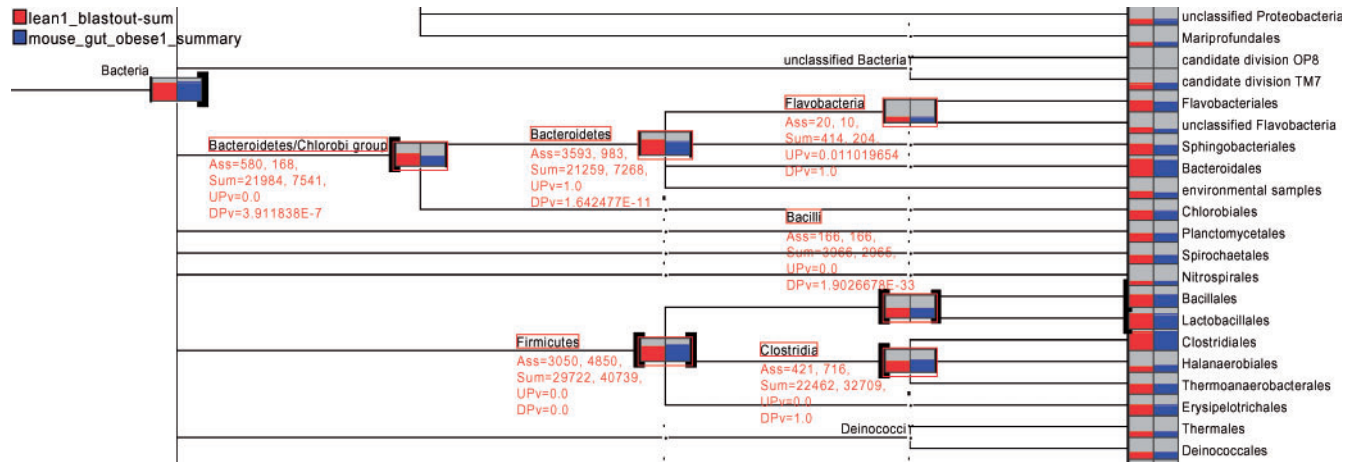 lean1_blastout-sum
mouse_gut_obese1_summary
Bacteria
unclassified Bacteria
Bacteroidetes/Chlorobi group
Ass=580, 168,
Sum=21984, 7541,
UPv=0.0
DPv=3.911838E-7
Bacteroidetes
Ass=3593, 983,
Sum=21259, 7268,
UPv=1.0
DPv=1.642477E-11
Flavobacteria
Ass=20, 10,
Sum=414, 204,
UPv=0.011019654
DPv=1.0
Bacilli
Ass=166, 166,
Sum=3966, 2965,
UPv=0.0
DPv=1.9026678E-33
Firmicutes
Ass=3050, 4850,
Sum=29722, 40739,
UPv=0.0
DPv=0.0
Clostridia
Ass=421, 716,
Sum=22462, 32709,
UPv=0.0
DPv=1.0
Deinococci
unclassified Proteobacteria
Mariprofundales
candidate division OP8
candidate division TM7
Flavobacteriales
unclassified Flavobacteria
Sphingobacteriales
Bacteroidales
environmental samples
Chlorobiales
Planctomycetales
Spirochaetales
Nitrospirales
Bacillales
Lactobacillales
Clostridiales
Halanaerobiales
Thermoanaerobacterales
Erysipelotrichales
Thermales
Deinococcales